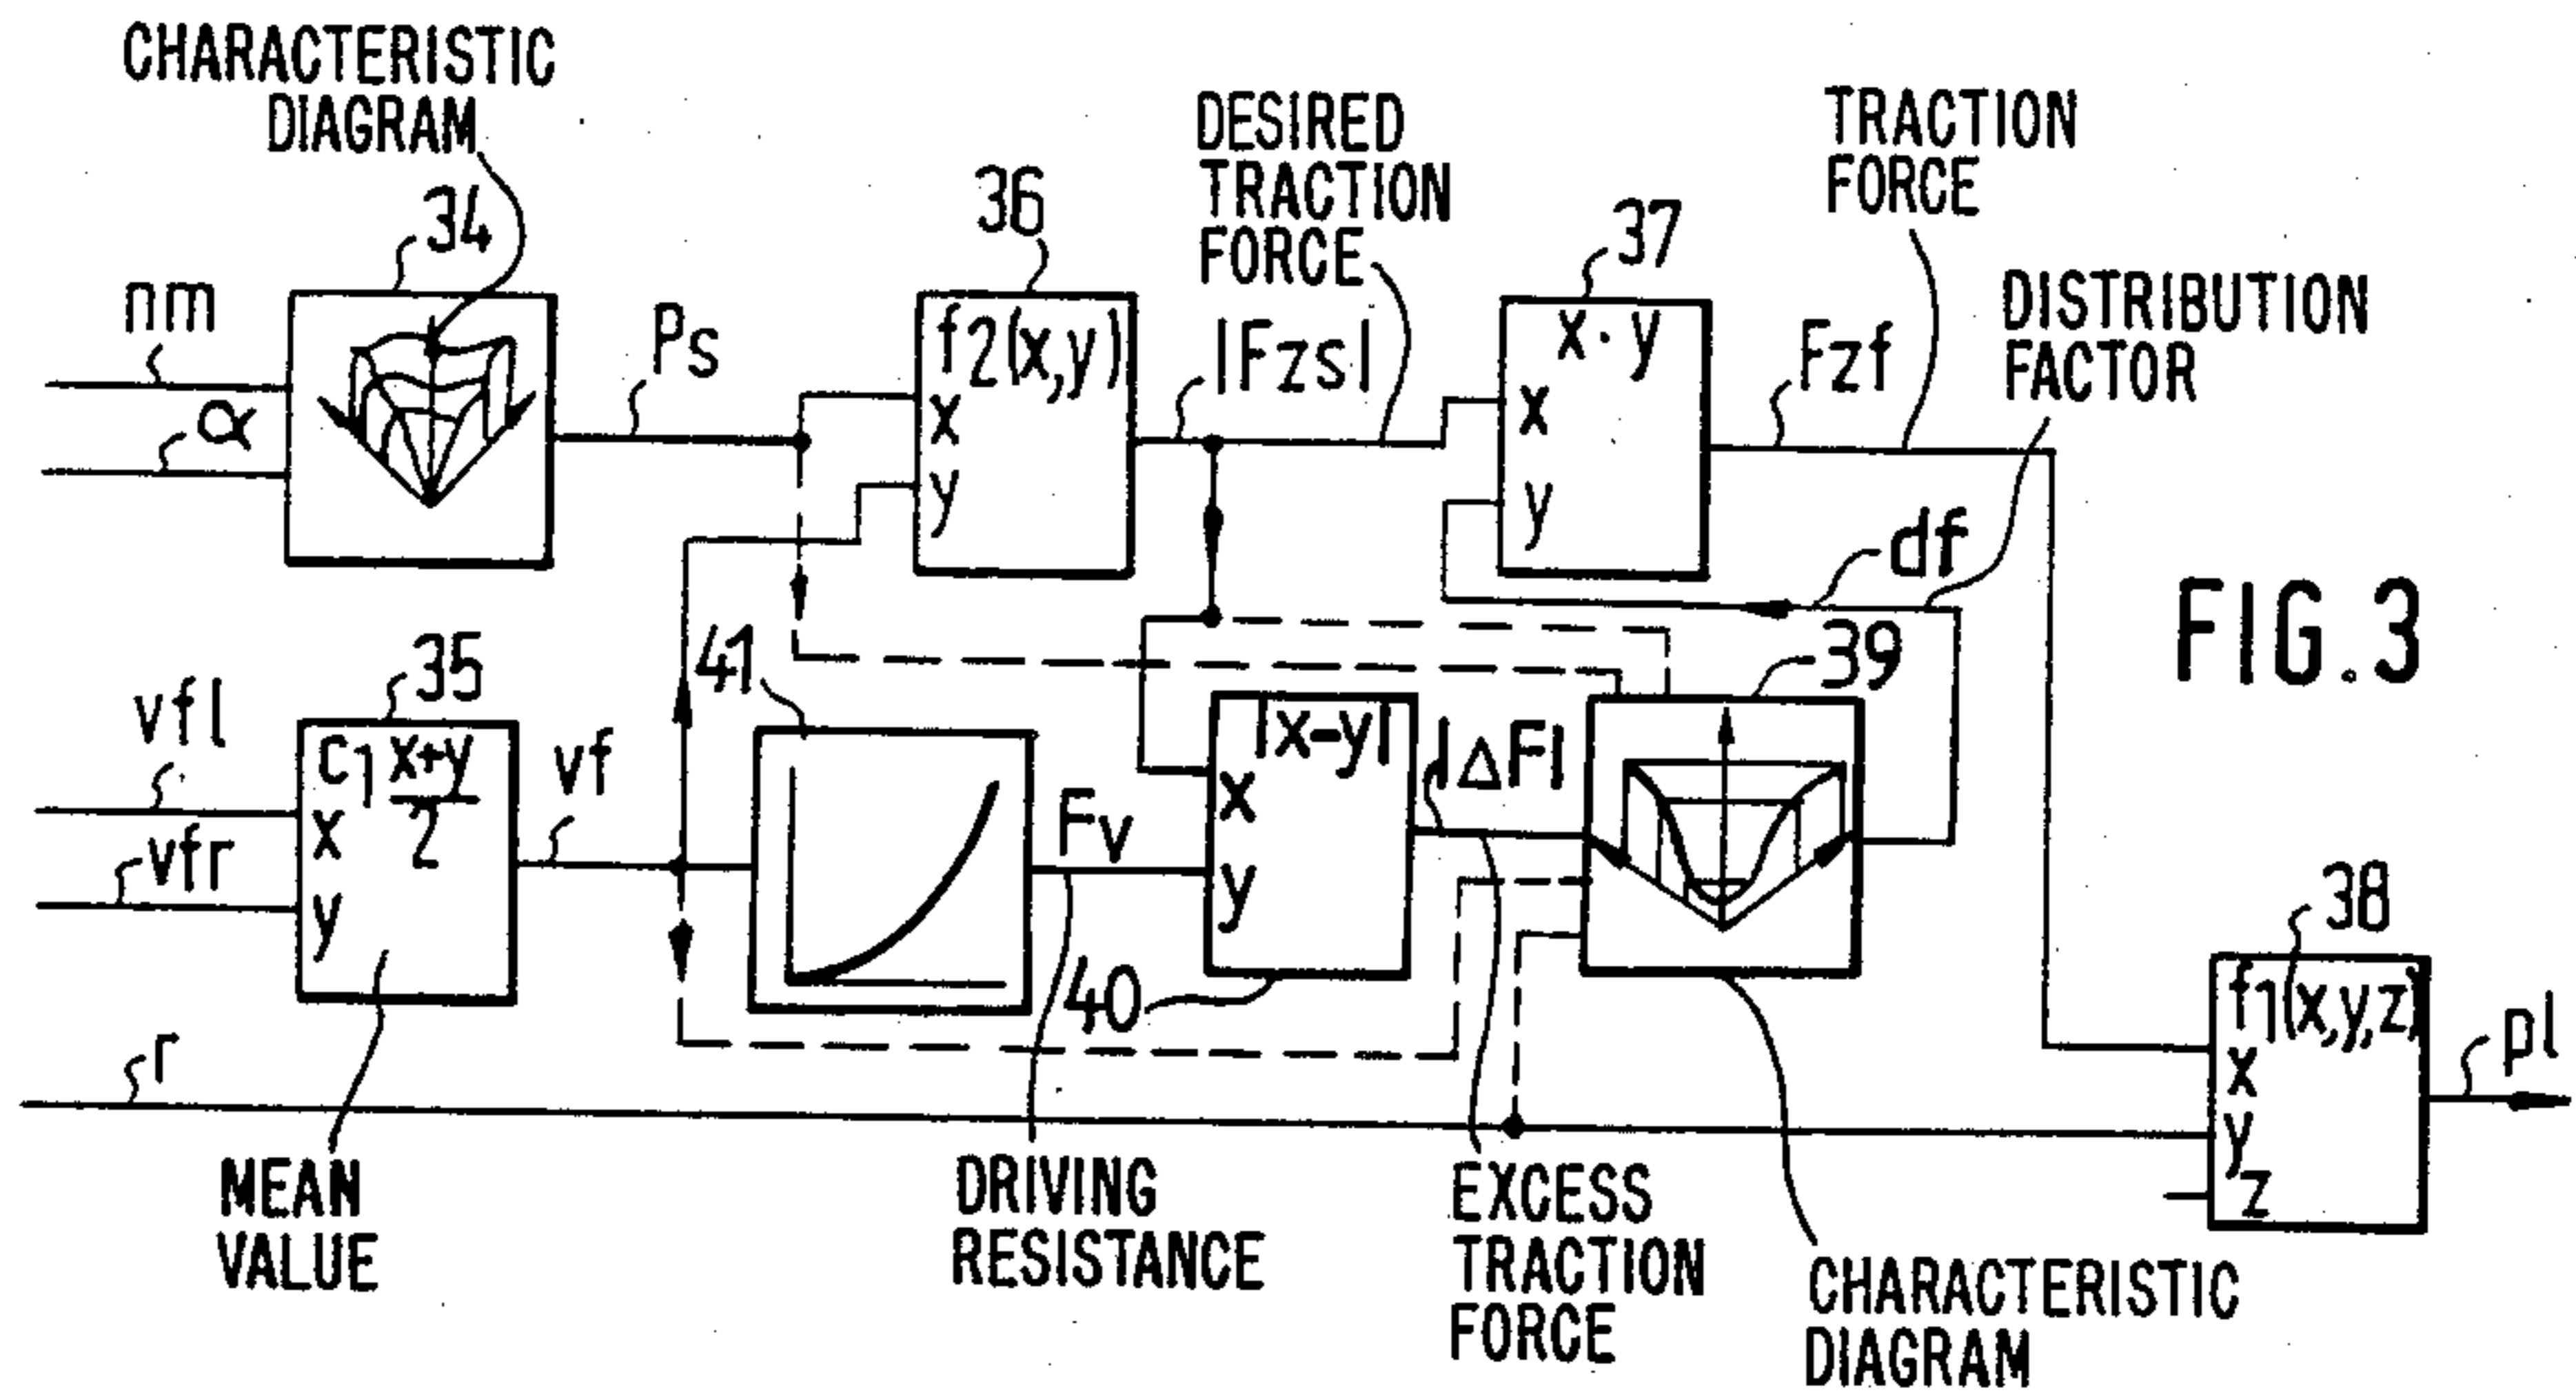 CHARACTERISTIC
DIAGRAM
34
nm
α
Ps
36
f2(x,y)
x
y
DESIRED
TRACTION
FORCE
|Fzs|
37
x·y
x
y
TRACTION
FORCE
Fzf
DISTRIBUTION
FACTOR
df
FIG.3
35
vfl
vfr
c1 x+y
2
x
y
vf
41
Fv
|x-y|
x
y
40
|ΔF|
39
38
f1(x,y,z)
x
y
z
pl
r
MEAN
VALUE
DRIVING
RESISTANCE
EXCESS
TRACTION
FORCE
CHARACTERISTIC
DIAGRAM